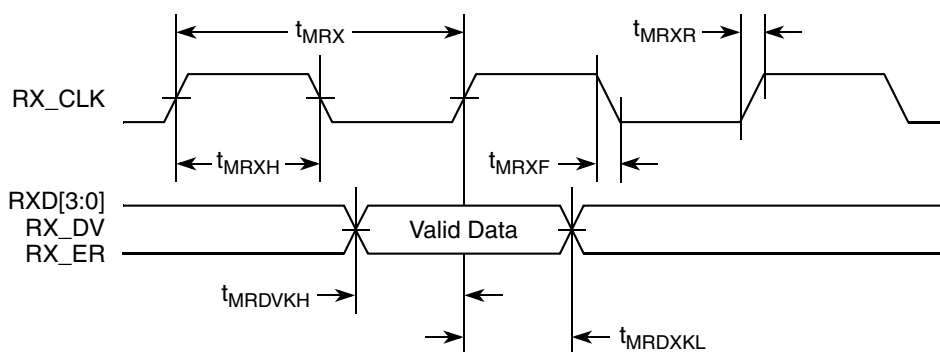 tMRX
tMRXR
RX_CLK
tMRXH
tMRXF
RXD[3:0]
RX_DV
Valid Data
RX_ER
tMRDVKH
tMRDXKL